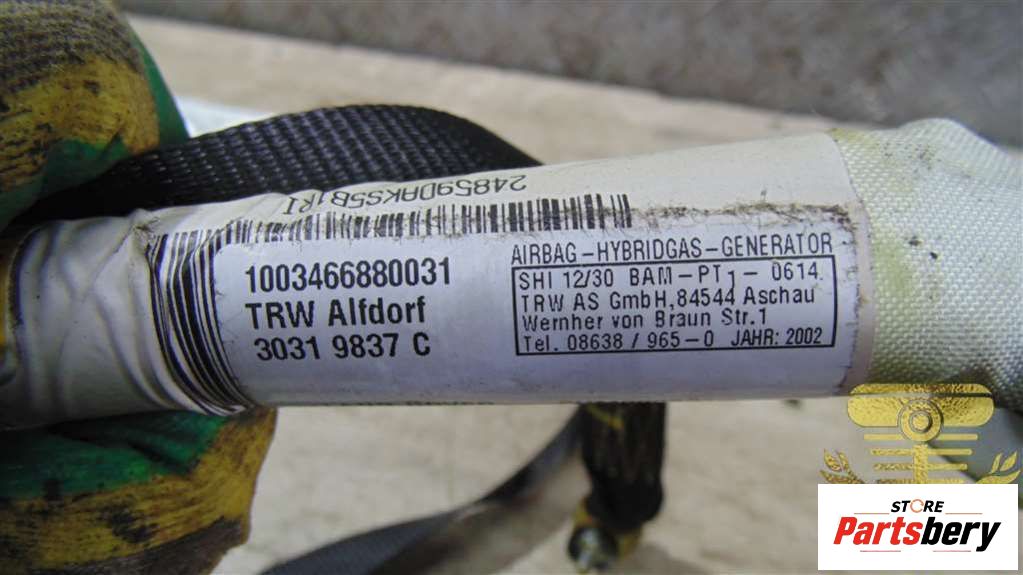 24859DAKS5B1RI
1003466880031
TRW Alfdorf
3031 9837 C
AIRBAG-HYBRIDGAS-GENERATOR
SHI 12/30 BAM-PT1-0614.
TRW AS GmbH,84544 Aschau
Wernher von Braun Str.1
Tel. 08638 / 965-0 JAHR: 2002
STORE
Partsbery